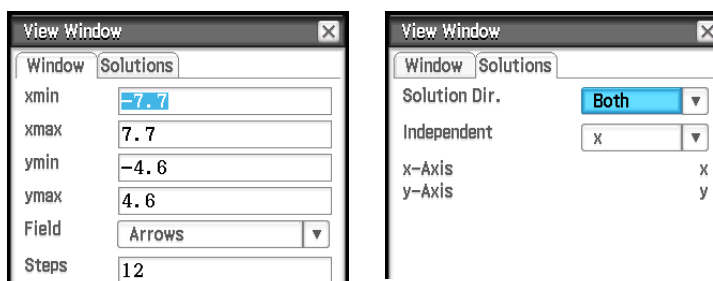 View Window
Window Solutions
xmin -7.7
xmax 7.7
ymin -4.6
ymax 4.6
Field Arrows
Steps 12
View Window
Window Solutions
Solution Dir. Both
Independent x
x-Axis x
y-Axis y